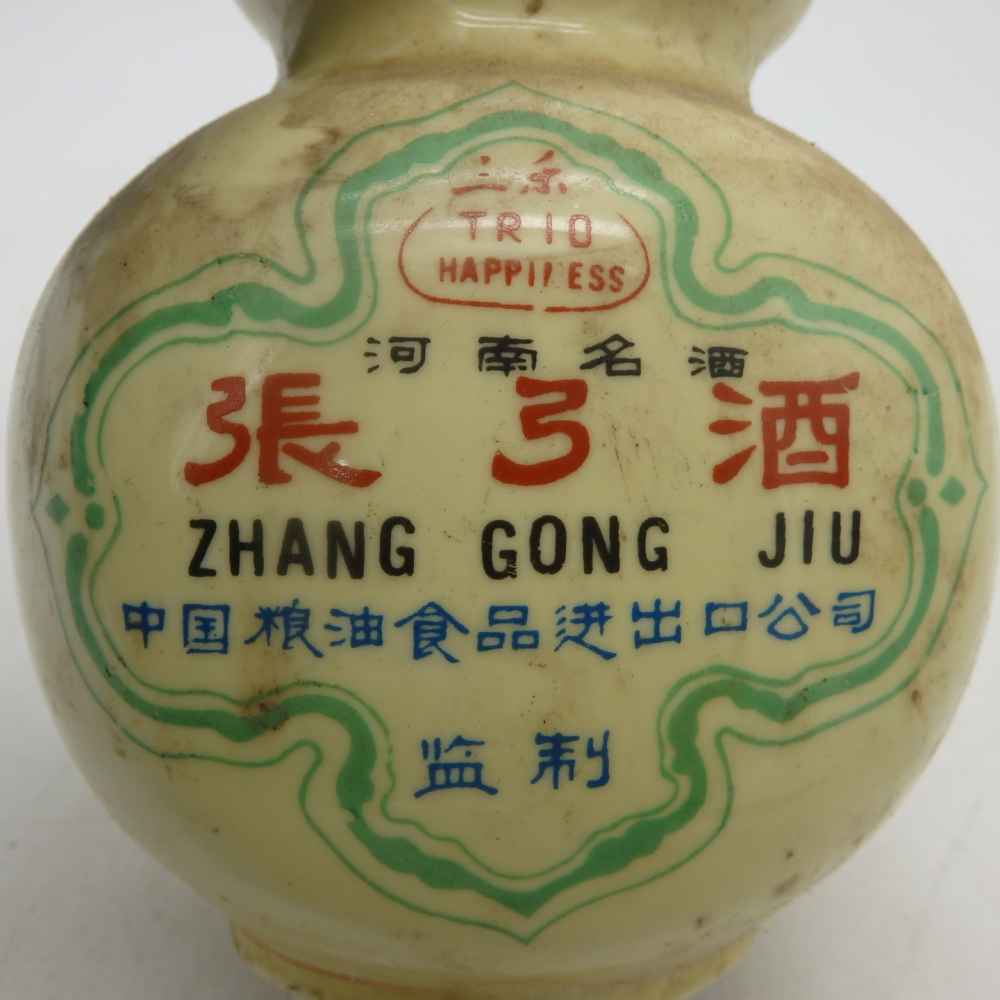 三乐
TRIO
HAPPINESS
河南名酒
張弓酒
ZHANG GONG JIU
中国粮油食品进出口公司
监制